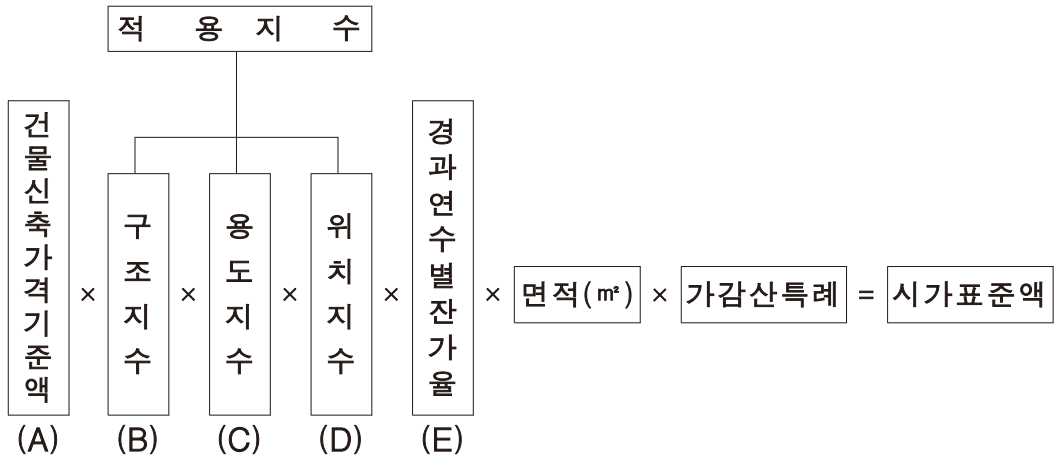 적 용 지 수
건물신축가격기준액
×
구조지수
×
용도지수
×
위치지수
×
경과연수별잔가율
× 면적(㎡) × 가감산특례 = 시가표준액
(A) (B) (C) (D) (E)